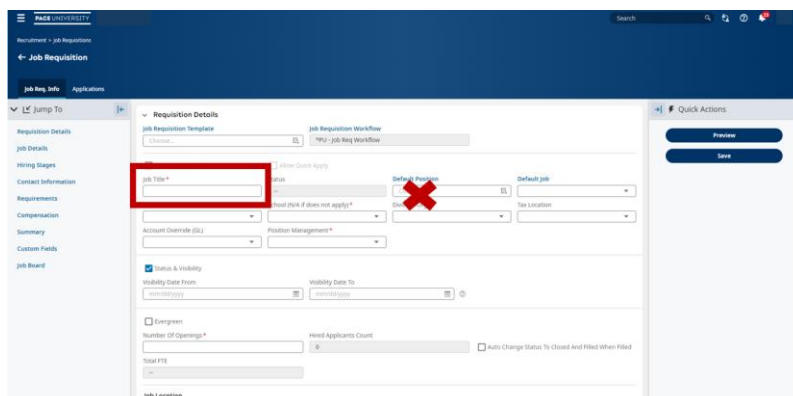 PACE UNIVERSITY
Search
Recruitment > Job Requisitions
← Job Requisition
Job Req. Info Applications
Jump To
Requisition Details
Job Details
Hiring Stages
Contact Information
Requirements
Compensation
Summary
Custom Fields
Job Board
Requisition Details
Job Requisition Template Job Requisition Workflow
Choose... *PU - Job Req Workflow
Allow Quick Apply
Job Title* Status Default Position Default Job
--
School (N/A if does not apply)* Tax Location
Account Override (GL) Position Management*
Status & Visibility
Visibility Date From Visibility Date To
mm/dd/yyyy mm/dd/yyyy
Evergreen
Number Of Openings* Hired Applicants Count
0 Auto Change Status To Closed And Filled When Filled
Total FTE
--
Job Location
Quick Actions
Preview
Save